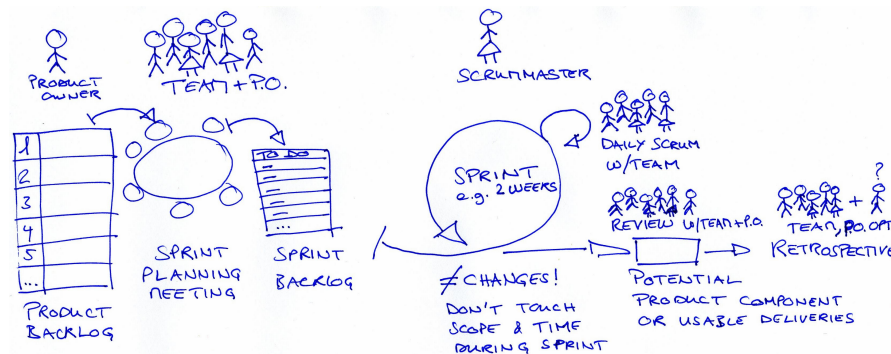 PRODUCT
OWNER
TEAM + P.O.
SCRUMMASTER
1
2
3
4
5
...
PRODUCT
BACKLOG
SPRINT
PLANNING
MEETING
TO DO
...
SPRINT
BACKLOG
SPRINT
e.g. 2 WEEKS
DAILY SCRUM
W/TEAM
≠ CHANGES!
DON'T TOUCH
SCOPE & TIME
DURING SPRINT
REVIEW W/TEAM+P.O.
POTENTIAL
PRODUCT COMPONENT
OR USABLE DELIVERIES
+ ?
TEAM, P.O. OPT
RETROSPECTIVE